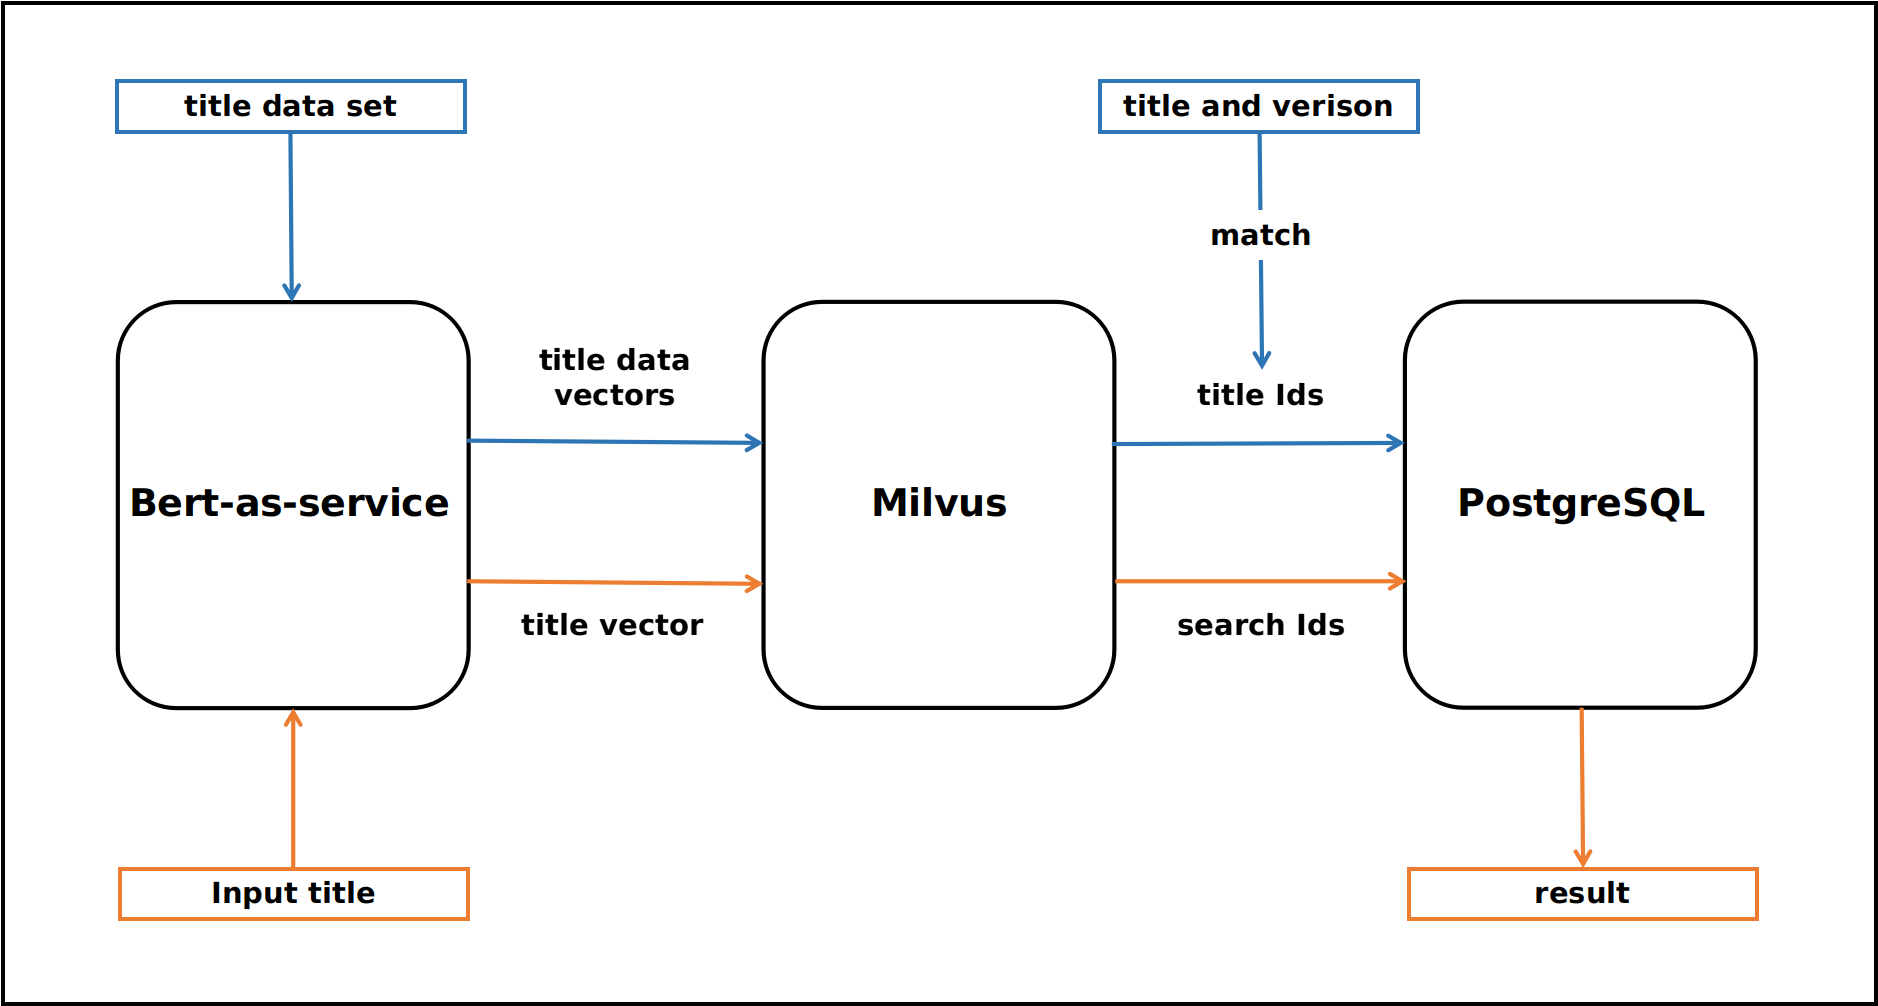 title data set
title and verison
match
title data
vectors
title Ids
Bert-as-service
Milvus
PostgreSQL
title vector
search Ids
Input title
result